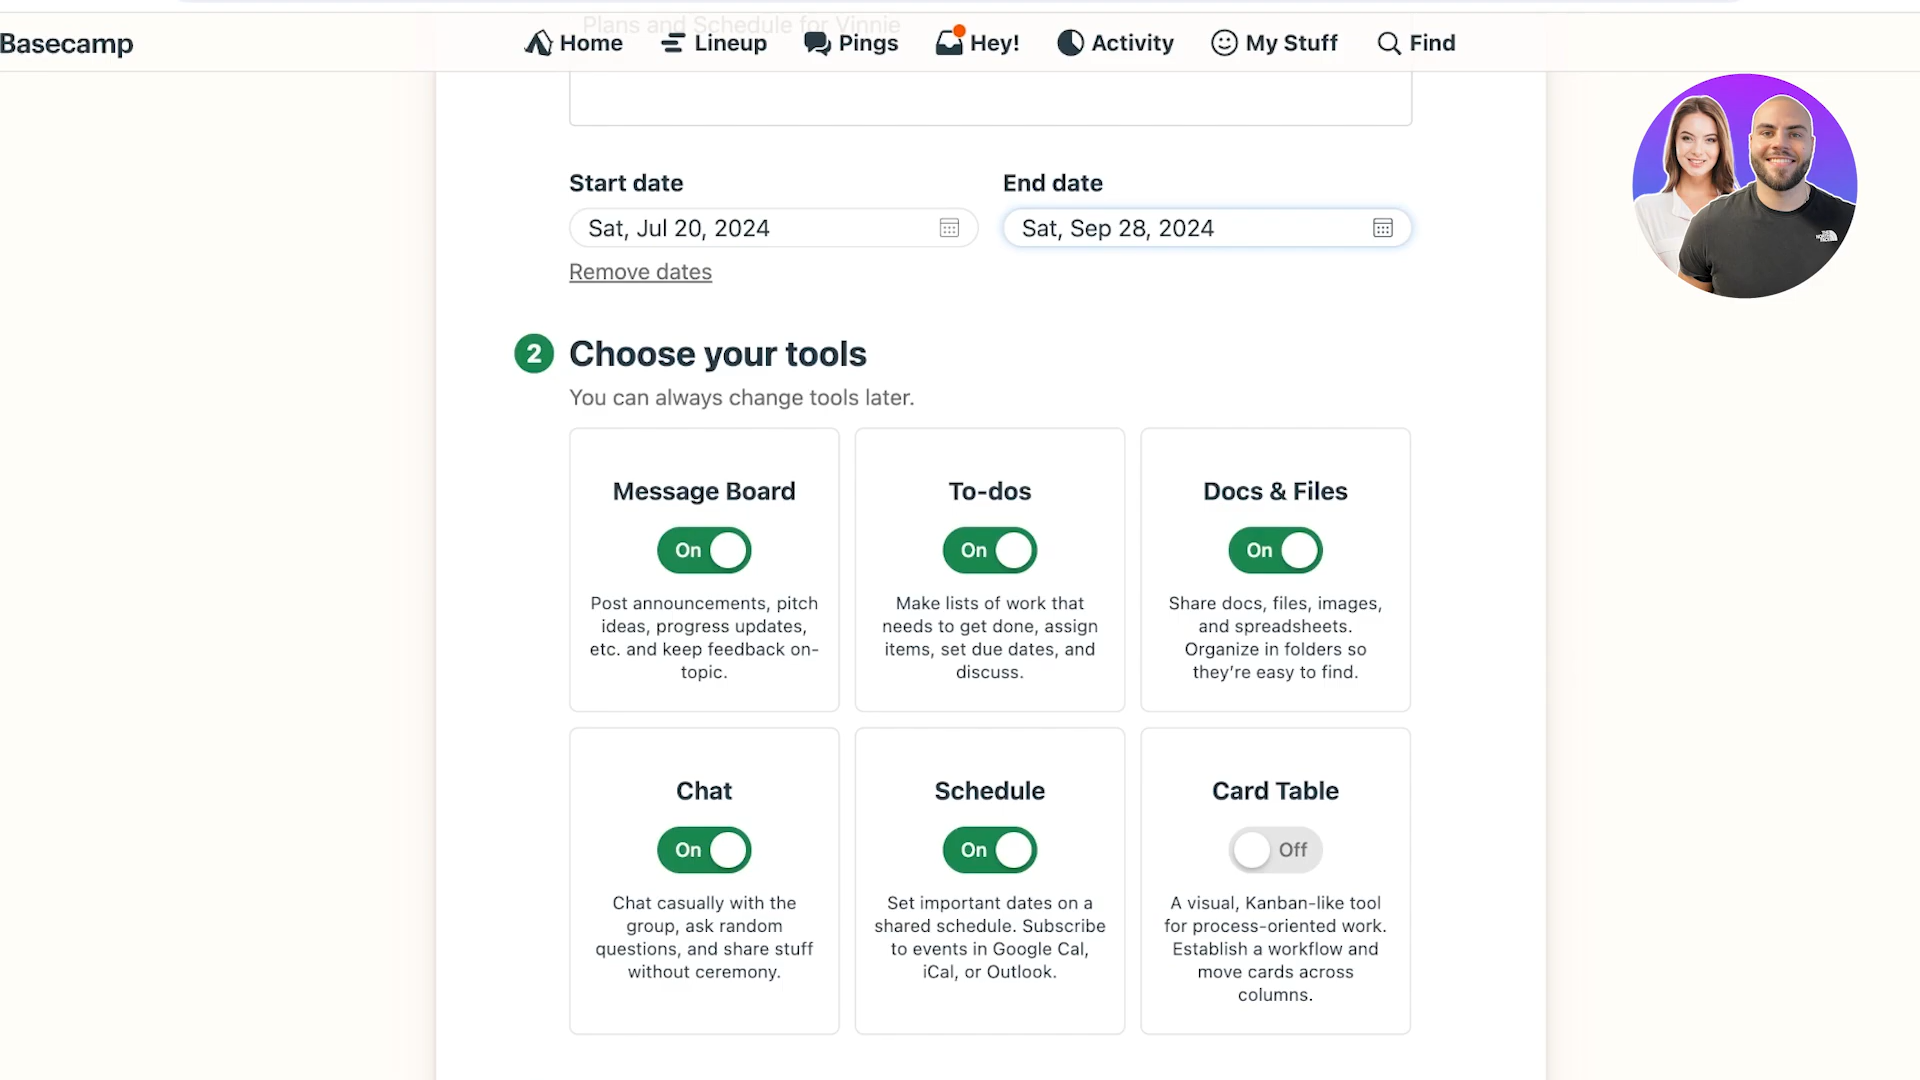 Plans and Schedule for Vinnie
Basecamp
Home
Lineup
Pings
Hey!
Activity
My Stuff
Find
Start date
End date
Sat, Jul 20, 2024
Sat, Sep 28, 2024
Remove dates
2
Choose your tools
You can always change tools later.
Message Board
On
Post announcements, pitch
ideas, progress updates,
etc. and keep feedback on-
topic.
To-dos
On
Make lists of work that
needs to get done, assign
items, set due dates, and
discuss.
Docs & Files
On
Share docs, files, images,
and spreadsheets.
Organize in folders so
they’re easy to find.
Chat
On
Chat casually with the
group, ask random
questions, and share stuff
without ceremony.
Schedule
On
Set important dates on a
shared schedule. Subscribe
to events in Google Cal,
iCal, or Outlook.
Card Table
Off
A visual, Kanban-like tool
for process-oriented work.
Establish a workflow and
move cards across
columns.
THE
NORTH
FACE